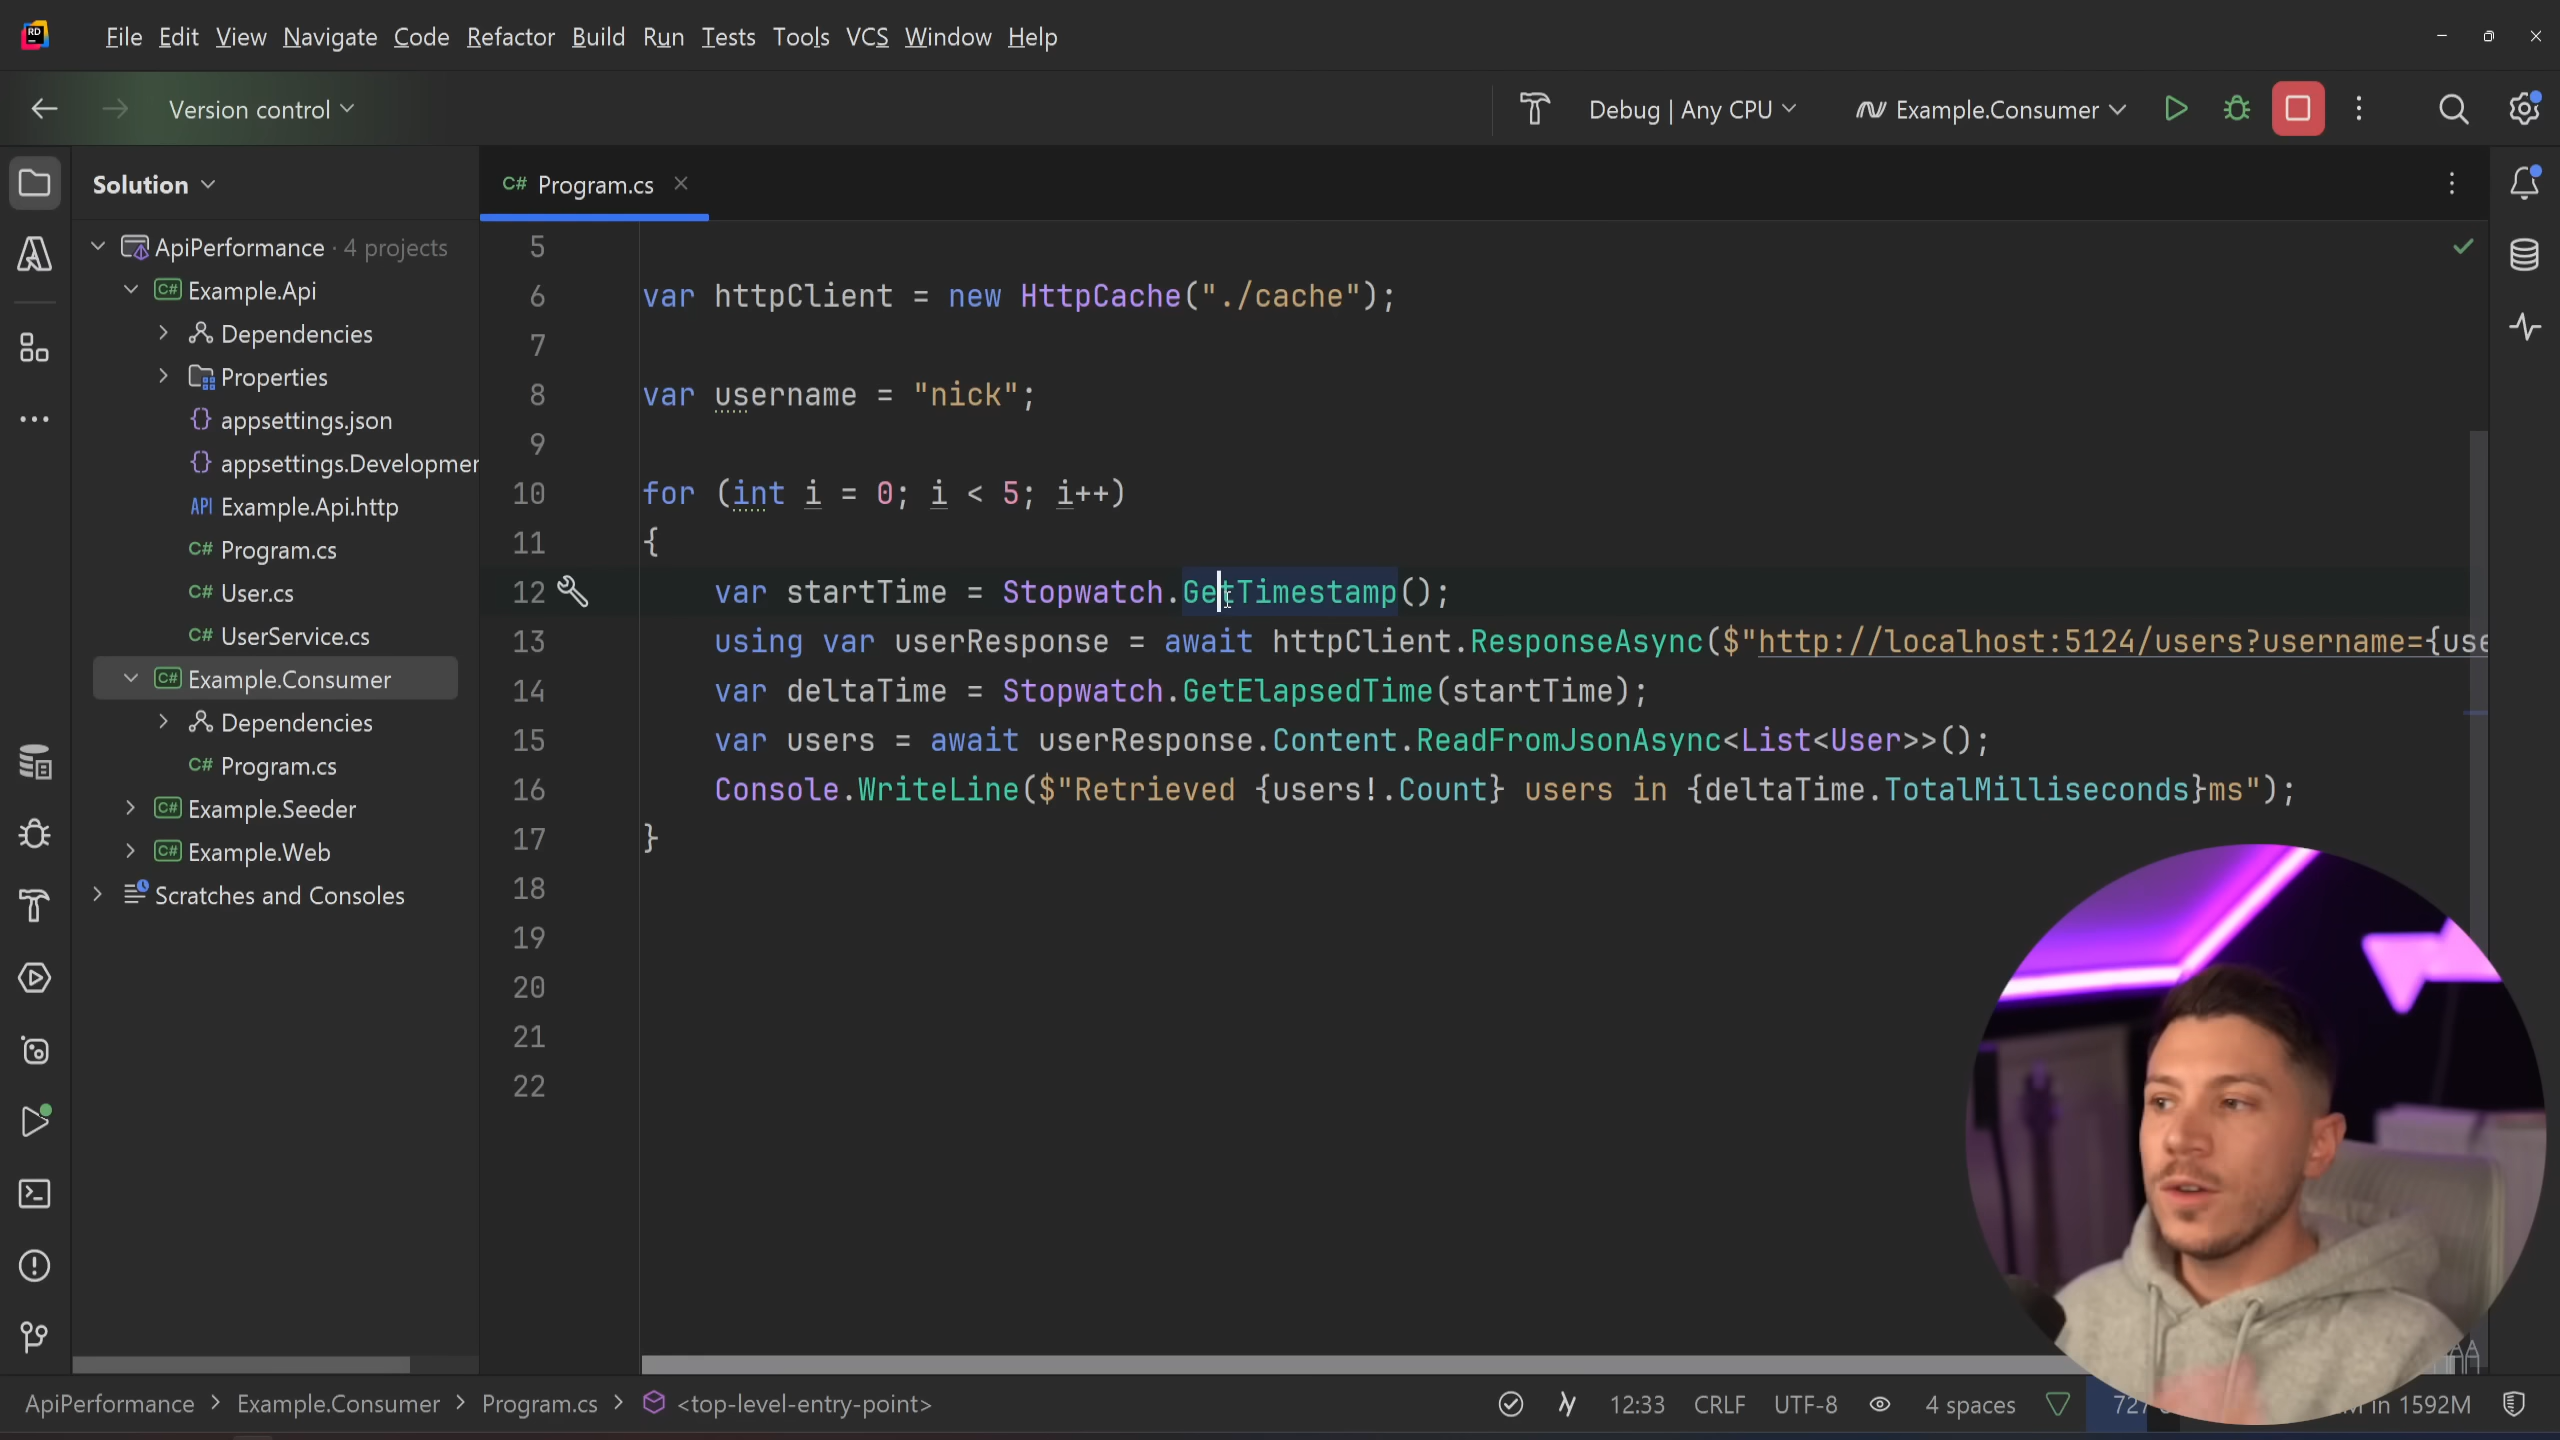 RD
File Edit View Navigate Code Refactor Build Run Tests Tools VCS Window Help
Version control
Debug | Any CPU
Example.Consumer
Solution
C# Program.cs
ApiPerformance · 4 projects
C# Example.Api
Dependencies
Properties
{} appsettings.json
{} appsettings.Developmer
API Example.Api.http
C# Program.cs
C# User.cs
C# UserService.cs
C# Example.Consumer
Dependencies
C# Program.cs
C# Example.Seeder
C# Example.Web
Scratches and Consoles
5
6 var httpClient = new HttpCache("./cache");
7
8 var username = "nick";
9
10 for (int i = 0; i < 5; i++)
11 {
12 var startTime = Stopwatch.GetTimestamp();
13 using var userResponse = await httpClient.ResponseAsync($"http://localhost:5124/users?username={use
14 var deltaTime = Stopwatch.GetElapsedTime(startTime);
15 var users = await userResponse.Content.ReadFromJsonAsync<List<User>>();
16 Console.WriteLine($"Retrieved {users!.Count} users in {deltaTime.TotalMilliseconds}ms");
17 }
18
19
20
21
22
ApiPerformance > Example.Consumer > Program.cs > <top-level-entry-point>
12:33 CRLF UTF-8 4 spaces
in 1592M